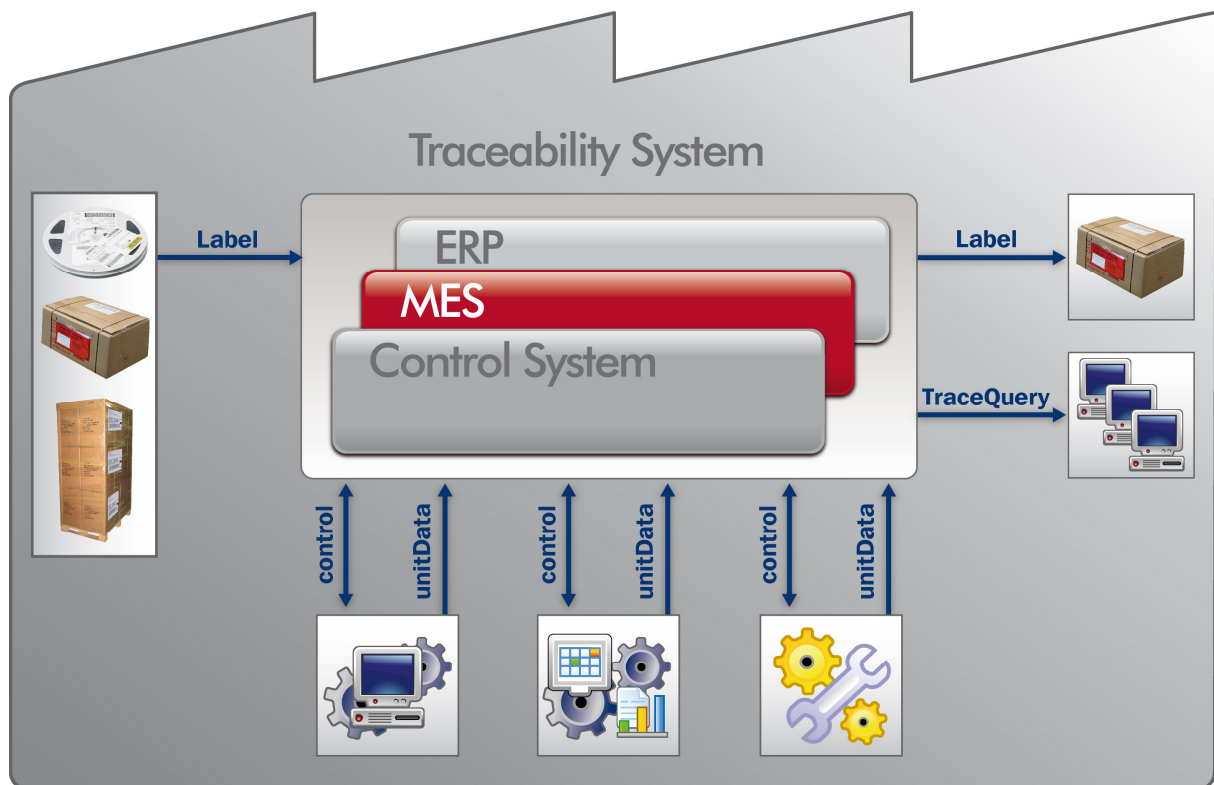 Traceability System
Label
ERP
MES
Control System
Label
TraceQuery
control
unitData
control
unitData
control
unitData